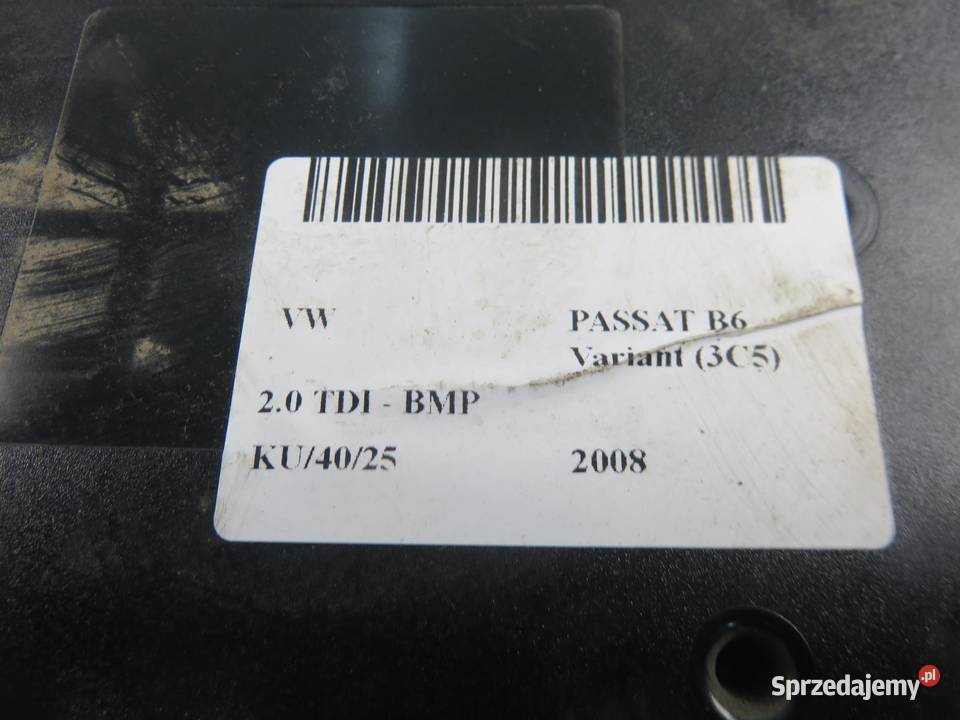 VW PASSAT B6
Variant (3C5)
2.0 TDI - BMP
KU/40/25 2008
Sprzedajemy.pl